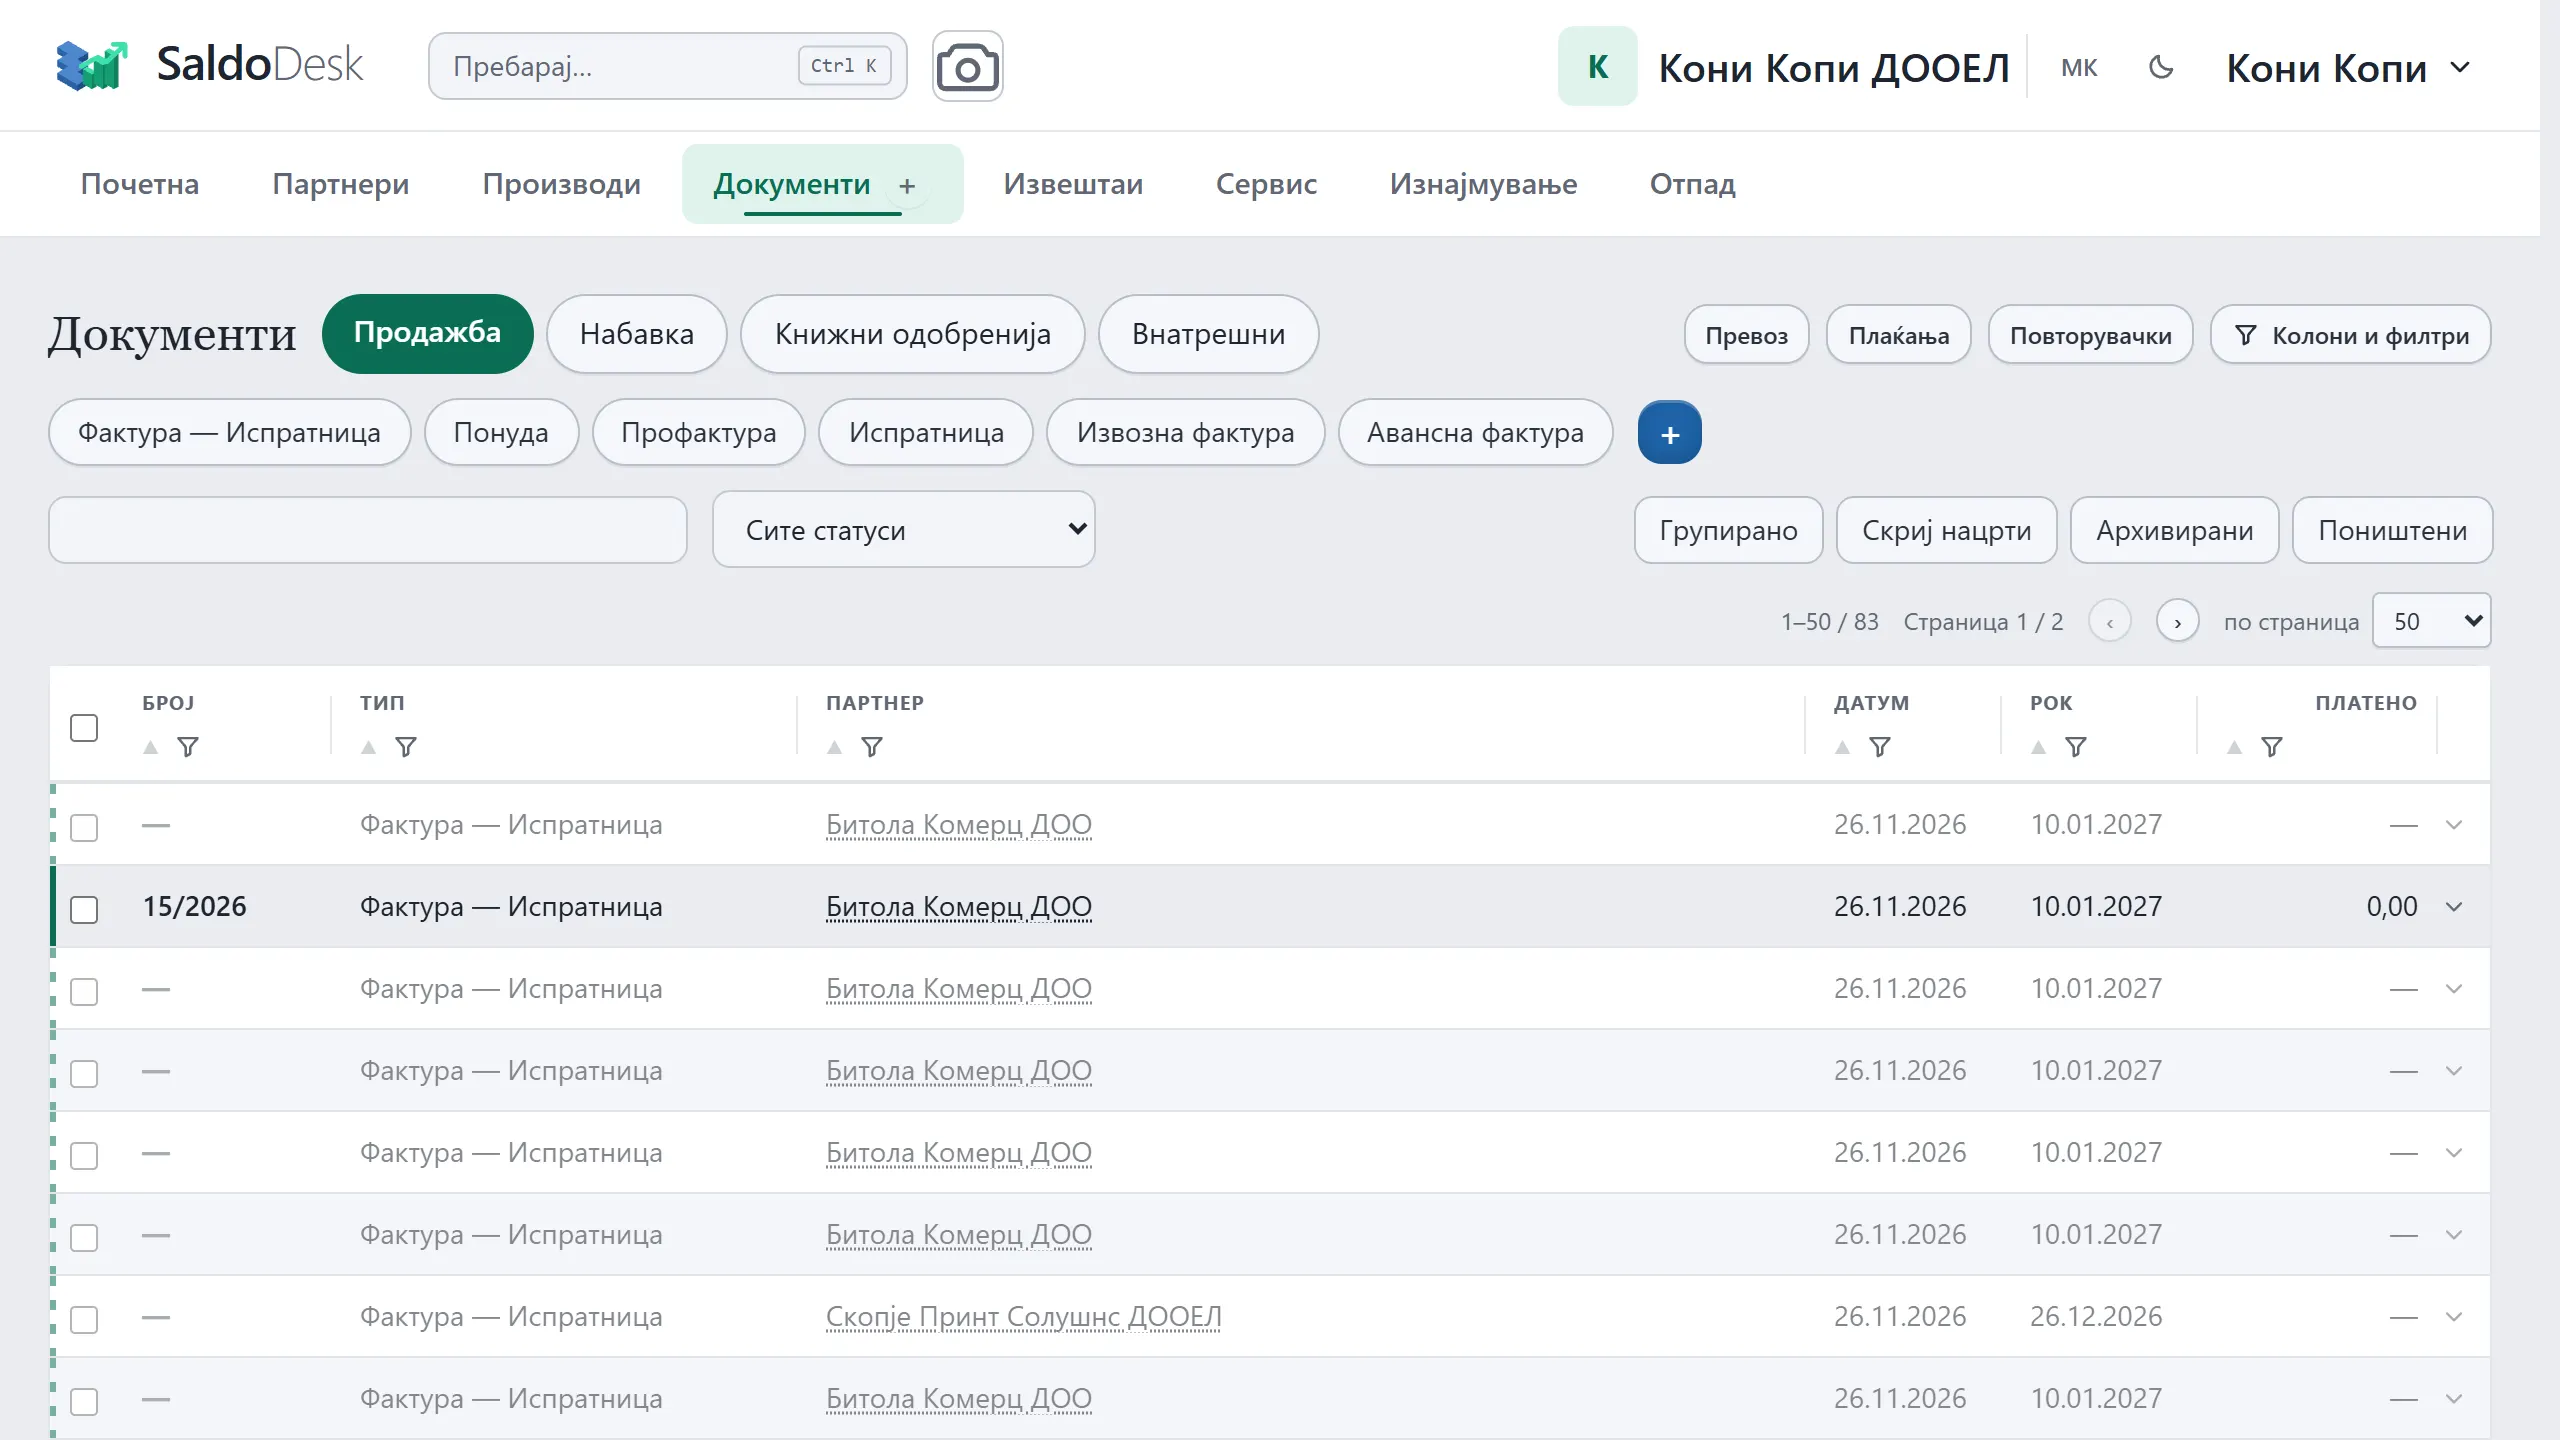 SaldoDesk
Пребарај... Ctrl K
К Кони Копи ДООЕЛ МК Кони Копи
Почетна Партнери Производи Документи + Извештаи Сервис Изнајмување Отпад
Документи Продажба Набавка Книжни одобренија Внатрешни Превоз Плаќања Повторувачки Колони и филтри
Фактура — Испратница Понуда Профактура Испратница Извозна фактура Авансна фактура +
Сите статуси Групирано Скриј нацрти Архивирани Поништени
1–50 / 83 Страница 1 / 2 ‹ › по страница 50
БРОЈ ТИП ПАРТНЕР ДАТУМ РОК ПЛАТЕНО
— Фактура — Испратница Битола Комерц ДОО 26.11.2026 10.01.2027 —
15/2026 Фактура — Испратница Битола Комерц ДОО 26.11.2026 10.01.2027 0,00
— Фактура — Испратница Битола Комерц ДОО 26.11.2026 10.01.2027 —
— Фактура — Испратница Битола Комерц ДОО 26.11.2026 10.01.2027 —
— Фактура — Испратница Битола Комерц ДОО 26.11.2026 10.01.2027 —
— Фактура — Испратница Битола Комерц ДОО 26.11.2026 10.01.2027 —
— Фактура — Испратница Скопје Принт Солушнс ДООЕЛ 26.11.2026 26.12.2026 —
— Фактура — Испратница Битола Комерц ДОО 26.11.2026 10.01.2027 —